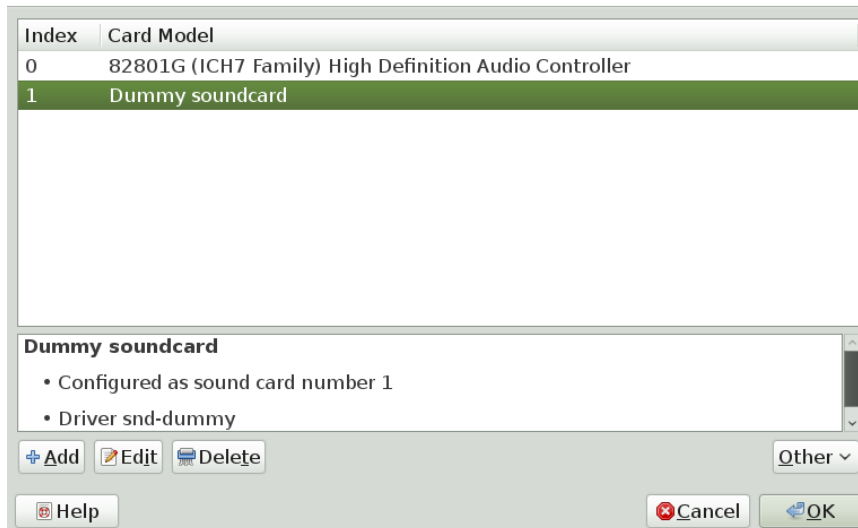 Index Card Model
0 82801G (ICH7 Family) High Definition Audio Controller
1 Dummy soundcard
Dummy soundcard
• Configured as sound card number 1
• Driver snd-dummy
Add Edit Delete Other
Help Cancel OK